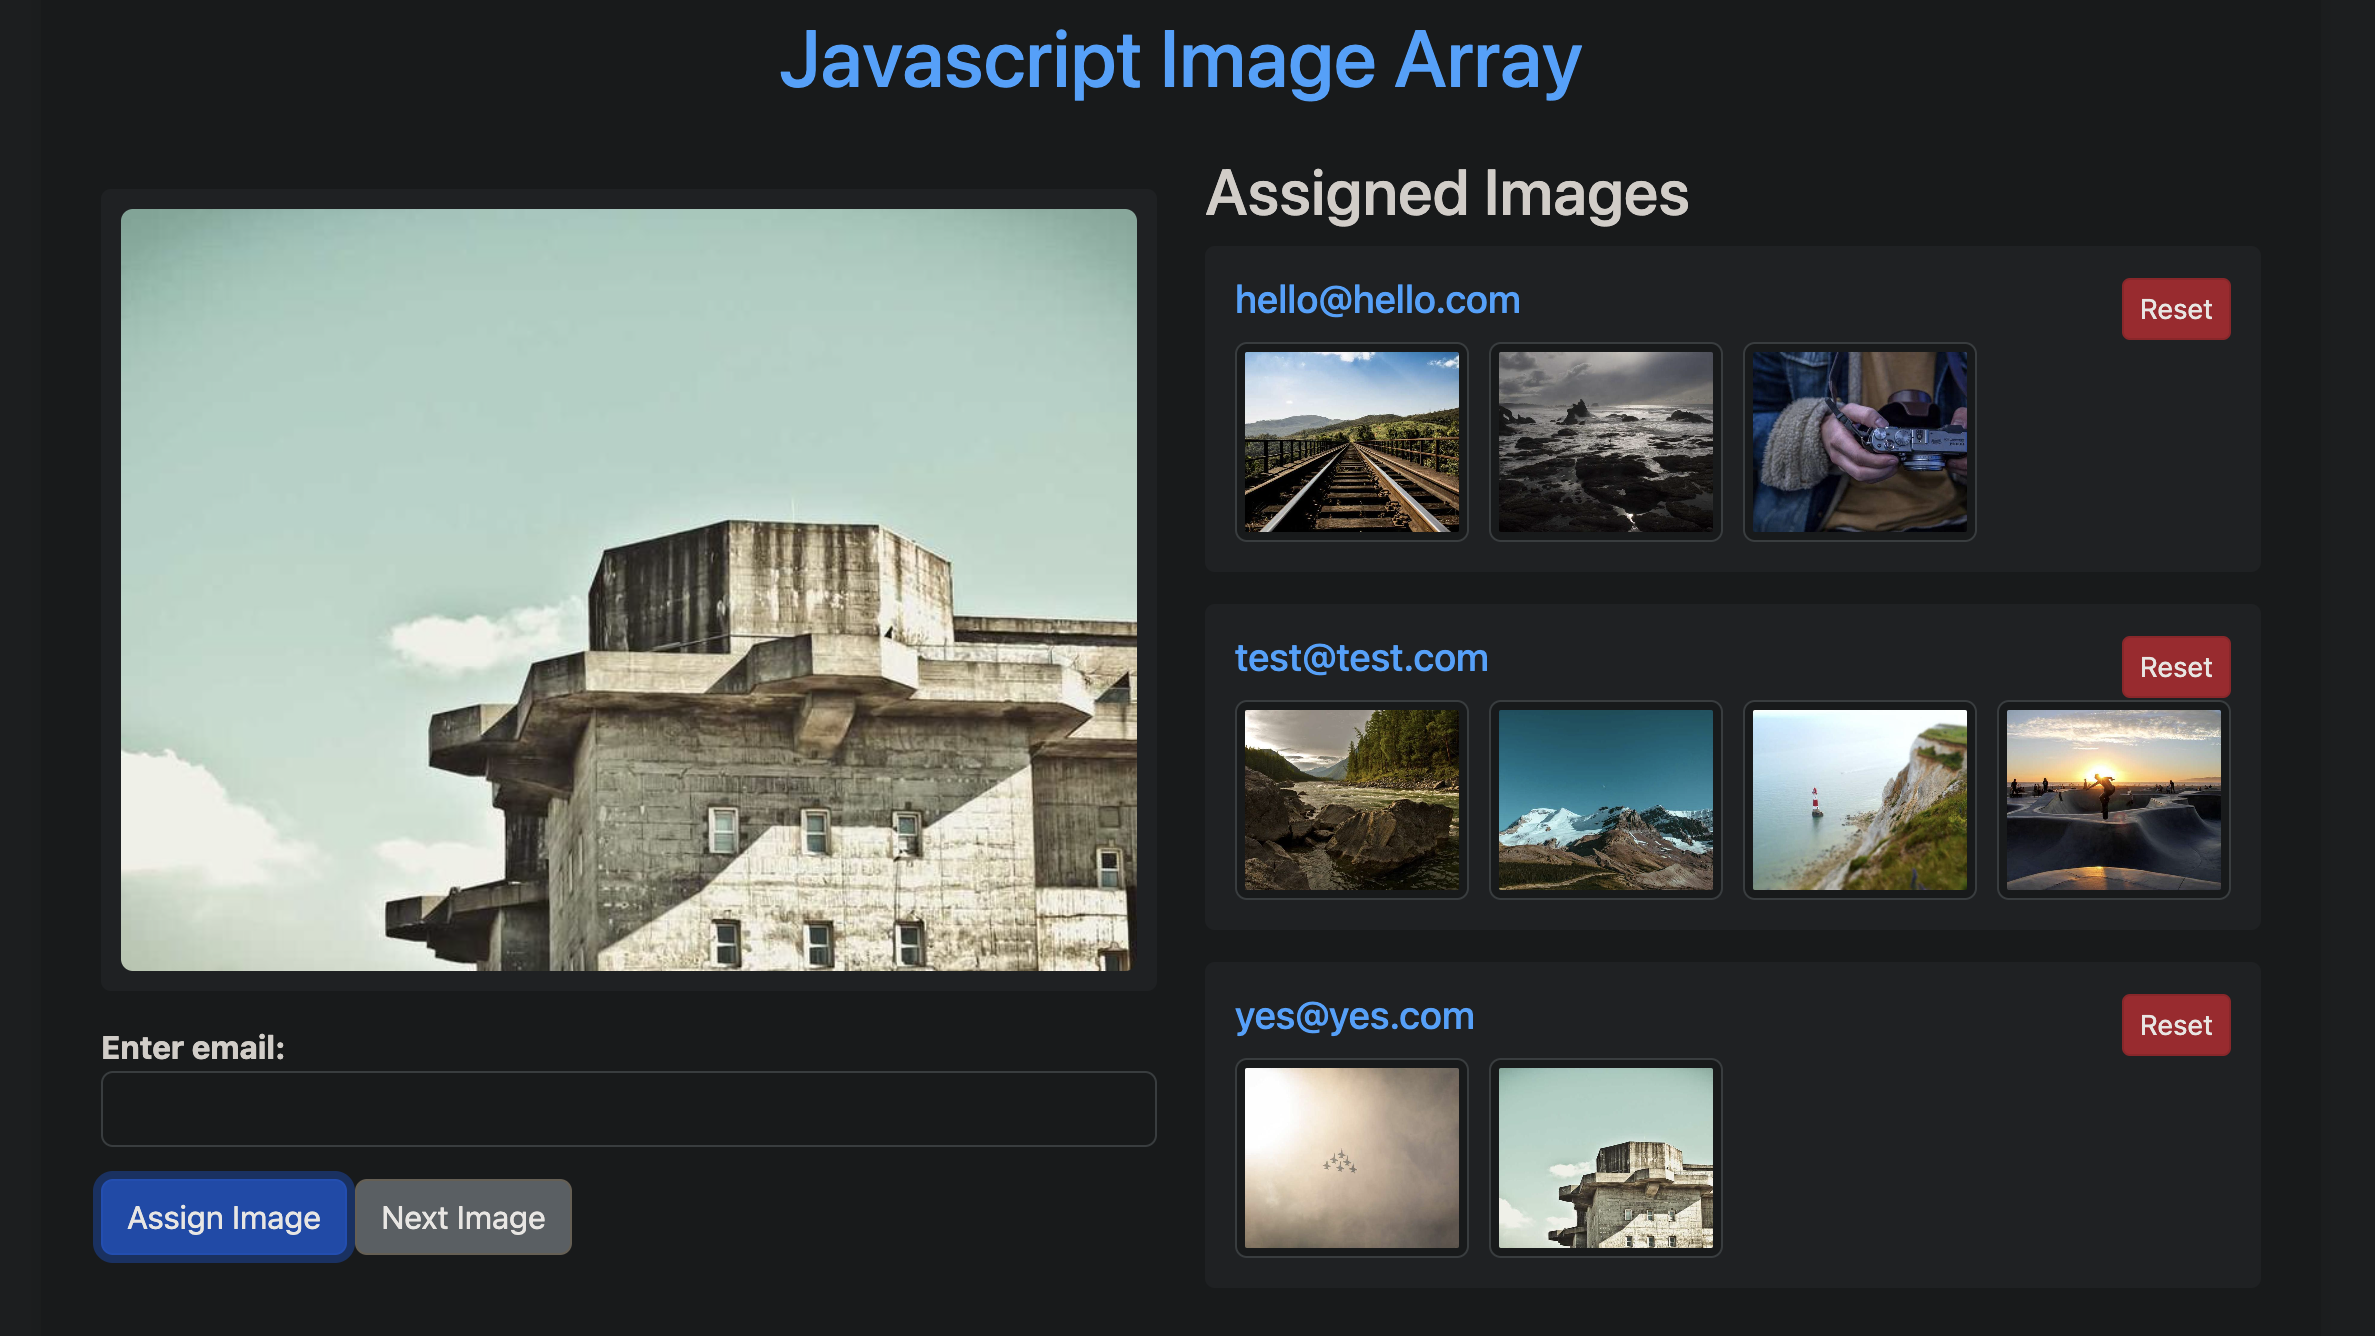 Javascript Image Array
Enter email:
Assign Image
Next Image
Assigned Images
hello@hello.com
Reset
test@test.com
Reset
yes@yes.com
Reset